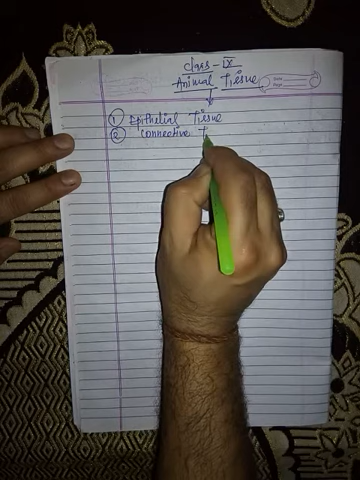 class - IX
Animal Tissue
① Epithelial Tissue
② connective T